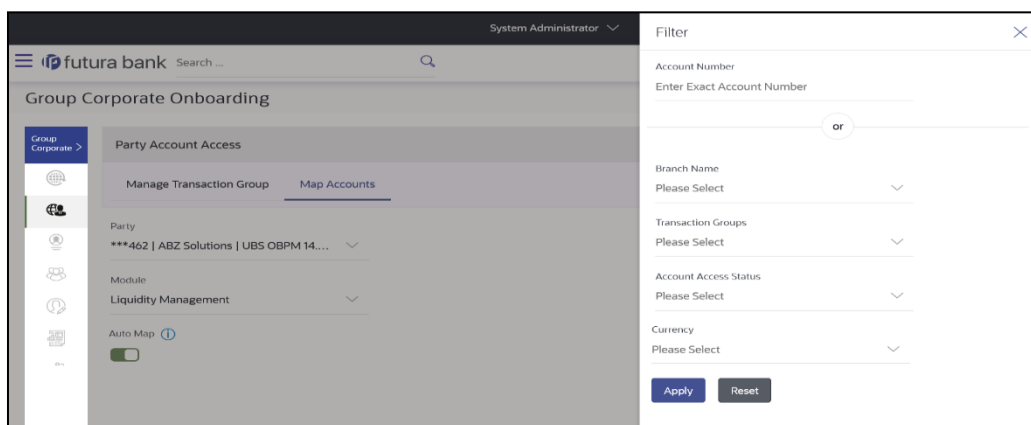 System Administrator
Filter
futura bank
Search ...
Group Corporate Onboarding
Group
Corporate >
Party Account Access
Manage Transaction Group
Map Accounts
Party
***462 | ABZ Solutions | UBS OBPM 14....
Module
Liquidity Management
Auto Map
Account Number
Enter Exact Account Number
or
Branch Name
Please Select
Transaction Groups
Please Select
Account Access Status
Please Select
Currency
Please Select
Apply
Reset